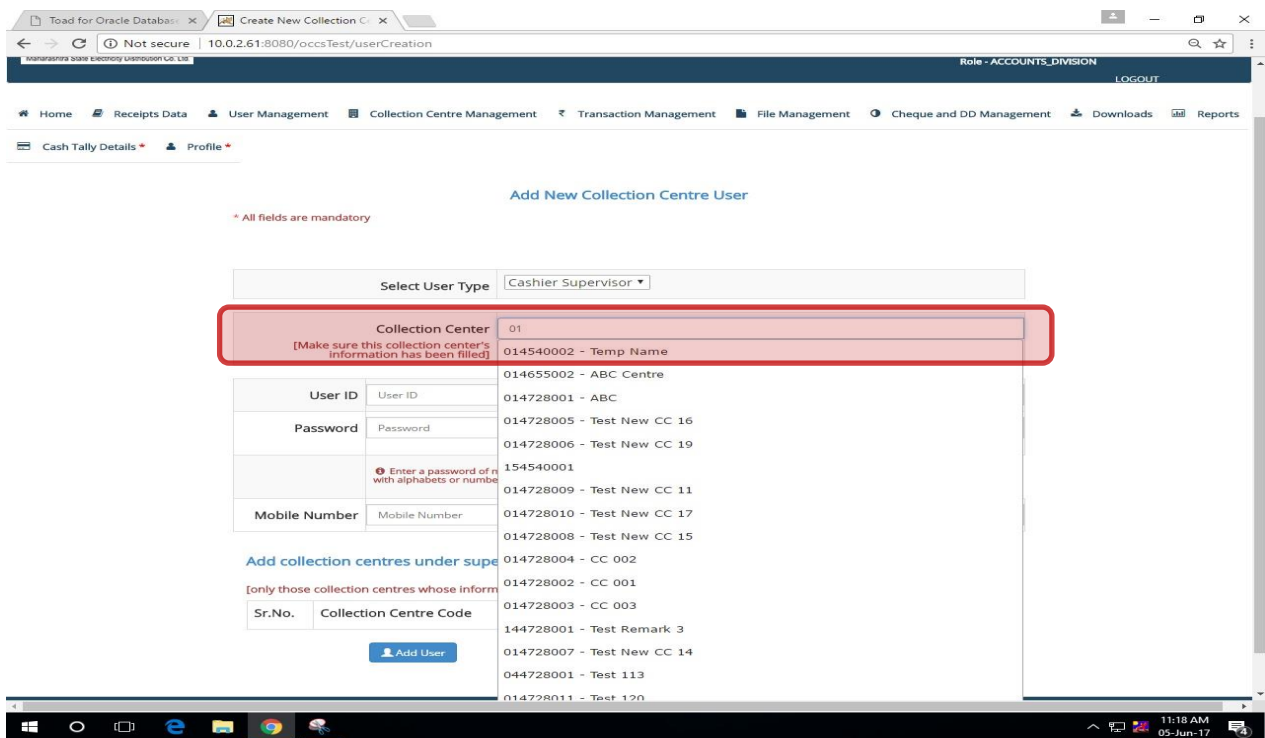 Toad for Oracle Databas
Create New Collection C
Not secure | 10.0.2.61:8080/occsTest/userCreation
Maharashtra State Electricity Distribution Co. Ltd.
Role - ACCOUNTS_DIVISION
LOGOUT
Home Receipts Data User Management Collection Centre Management ₹ Transaction Management File Management Cheque and DD Management Downloads Reports
Cash Tally Details * Profile *
Add New Collection Centre User
* All fields are mandatory
Select User Type Cashier Supervisor
Collection Center 01
[Make sure this collection center's
information has been filled]
014540002 - Temp Name
014655002 - ABC Centre
014728001 - ABC
014728005 - Test New CC 16
014728006 - Test New CC 19
154540001
014728009 - Test New CC 11
014728010 - Test New CC 17
014728008 - Test New CC 15
014728004 - CC 002
014728002 - CC 001
014728003 - CC 003
144728001 - Test Remark 3
014728007 - Test New CC 14
044728001 - Test 113
014728011 - Test 120
User ID User ID
Password Password
Enter a password of
with alphabets or numbe
Mobile Number Mobile Number
Add collection centres under supe
[only those collection centres whose inform
Sr.No. Collection Centre Code
Add User
11:18 AM
05-Jun-17
4